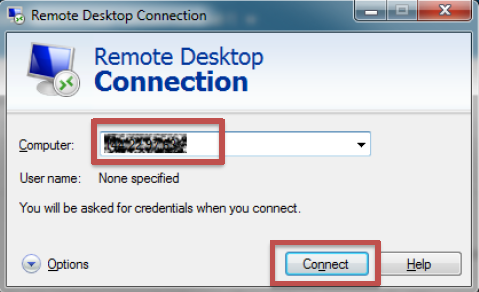 Remote Desktop Connection
Remote Desktop
Connection
Computer:
User name: None specified
You will be asked for credentials when you connect.
Options
Connect
Help